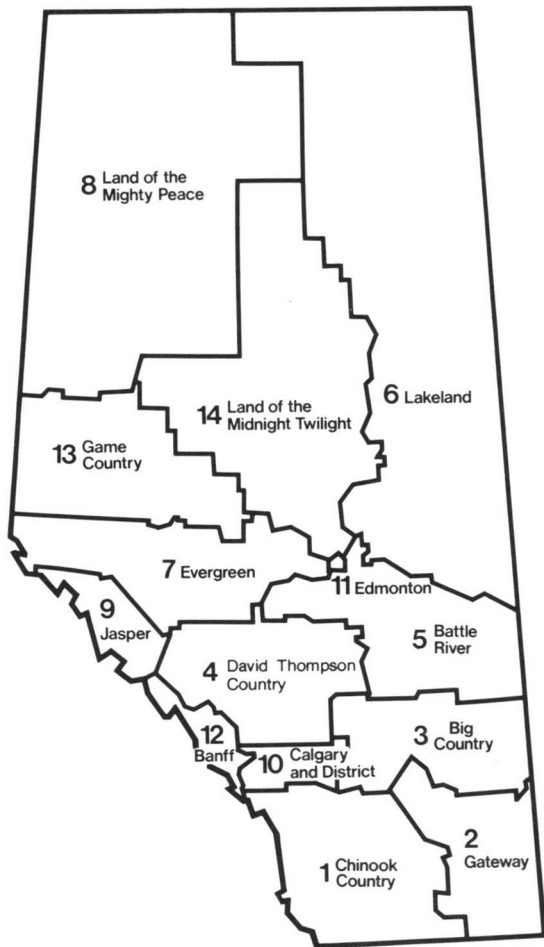 8 Land of the
Mighty Peace
6 Lakeland
14 Land of the
Midnight Twilight
13 Game
Country
7 Evergreen
11 Edmonton
9
Jasper
5 Battle
River
4 David Thompson
Country
12
Banff
3 Big
Country
10 Calgary
and District
2
Gateway
1 Chinook
Country